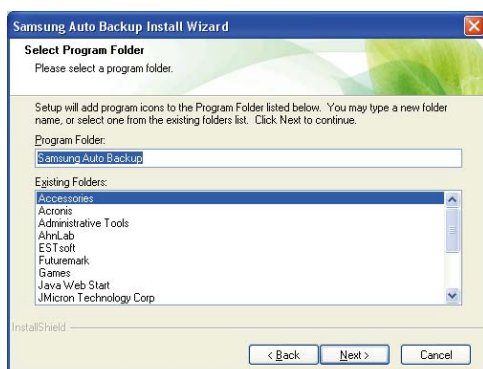 Samsung Auto Backup Install Wizard
Select Program Folder
Please select a program folder.
Setup will add program icons to the Program Folder listed below. You may type a new folder
name, or select one from the existing folders list. Click Next to continue.
Program Folder:
Samsung Auto Backup
Existing Folders:
Accessories
Acronis
Administrative Tools
AhnLab
ESTsoft
Futuremark
Games
Java Web Start
JMicron Technology Corp
InstallShield
< Back
Next >
Cancel